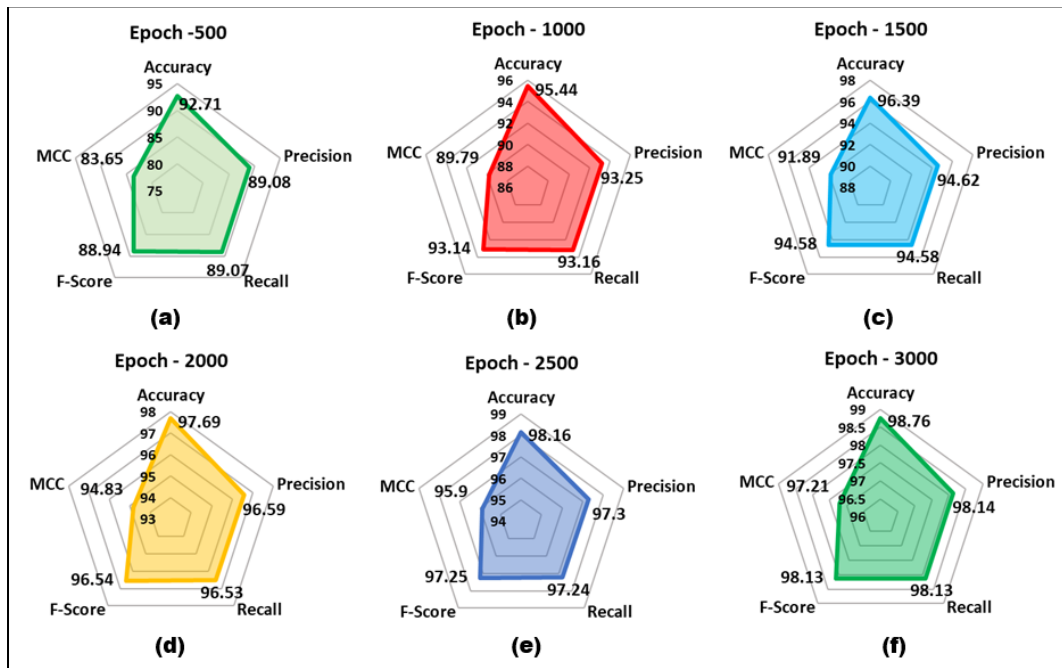 Epoch -500
Accuracy
95
92.71
90
85
80
75
MCC
83.65
Precision
89.08
88.94
F-Score
89.07
Recall
(a)
Epoch - 1000
Accuracy
96
95.44
94
92
90
88
86
MCC
89.79
Precision
93.25
93.14
F-Score
93.16
Recall
(b)
Epoch - 1500
Accuracy
98
96.39
96
94
92
90
88
MCC
91.89
Precision
94.62
94.58
F-Score
94.58
Recall
(c)
Epoch - 2000
Accuracy
98
97.69
97
96
95
94
93
MCC
94.83
Precision
96.59
96.54
F-Score
96.53
Recall
(d)
Epoch - 2500
Accuracy
99
98.16
98
97
96
95
94
MCC
95.9
Precision
97.3
97.25
F-Score
97.24
Recall
(e)
Epoch - 3000
Accuracy
99
98.76
98.5
98
97.5
97
96.5
96
MCC
97.21
Precision
98.14
98.13
F-Score
98.13
Recall
(f)